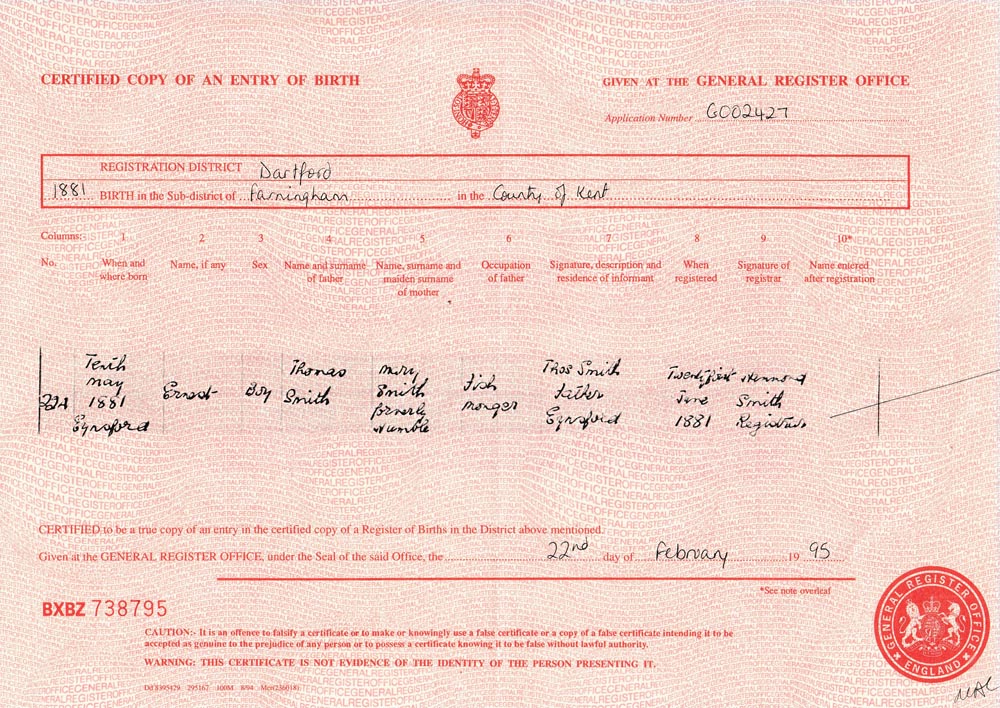 CERTIFIED COPY OF AN ENTRY OF BIRTH
GIVEN AT THE GENERAL REGISTER OFFICE
Application Number G002427
REGISTRATION DISTRICT Dartford
1881 BIRTH in the Sub-district of Farningham in the County of Kent
Columns:- 1 2 3 4 5 6 7 8 9 10*
No. When and where born Name, if any Sex Name and surname of father Name, surname and maiden surname of mother Occupation of father Signature, description and residence of informant When registered Signature of registrar Name entered after registration
Tenth May 1881 Eynsford Ernest Boy Thomas Smith Mary Smith formerly Humble Fish monger Thos Smith Father Eynsford Twenty first June 1881 Smith Registrar
CERTIFIED to be a true copy of an entry in the certified copy of a Register of Births in the District above mentioned.
Given at the GENERAL REGISTER OFFICE, under the Seal of the said Office, the 22nd day of February 19 95
*See note overleaf
BXBZ 738795
CAUTION:- It is an offence to falsify a certificate or to make or knowingly use a false certificate or a copy of a false certificate intending it to be
accepted as genuine to the prejudice of any person or to possess a certificate knowing it to be false without lawful authority.
WARNING: THIS CERTIFICATE IS NOT EVIDENCE OF THE IDENTITY OF THE PERSON PRESENTING IT.
Dd 8395429 295167 100M 8/94 Mcr(236018)
GENERAL REGISTER OFFICE
ENGLAND